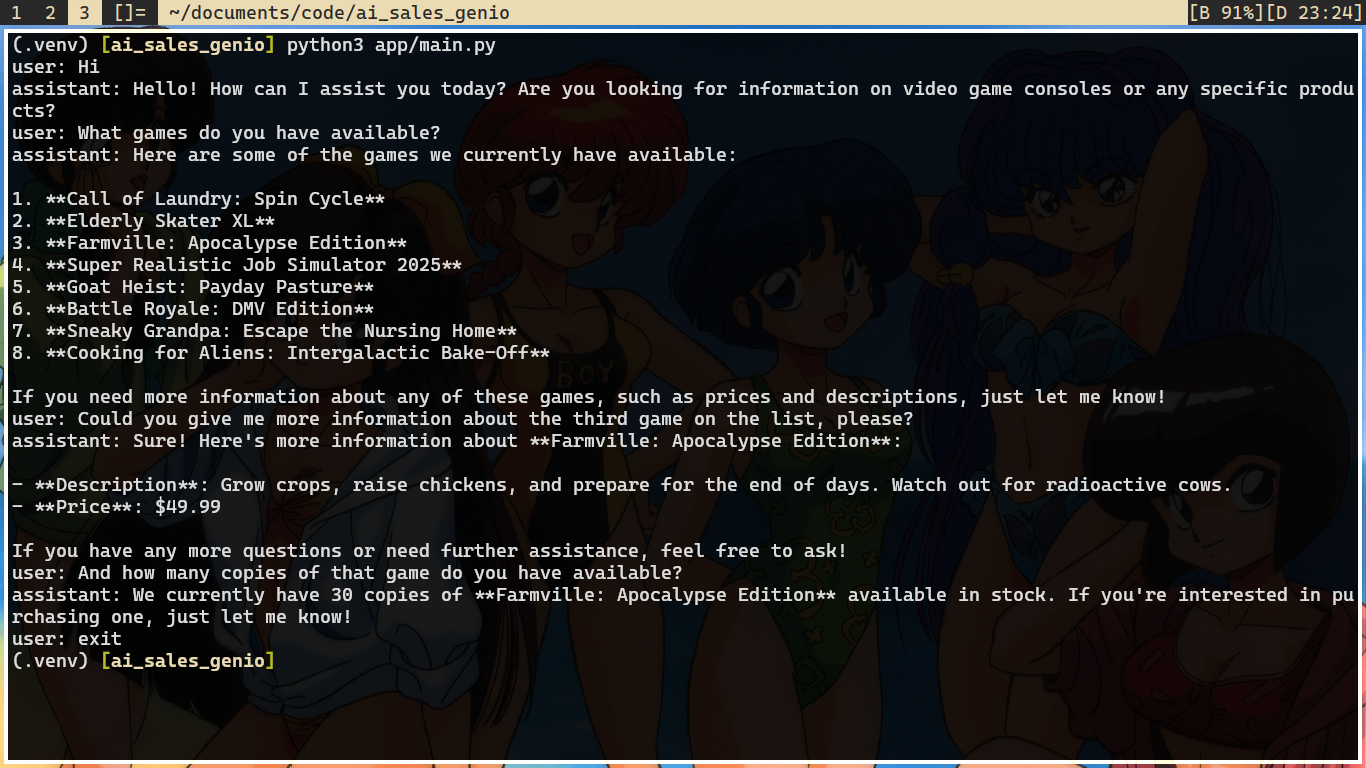 1 2 3 []= ~/documents/code/ai_sales_genio [B 91%][D 23:24]
(.venv) [ai_sales_genio] python3 app/main.py
user: Hi
assistant: Hello! How can I assist you today? Are you looking for information on video game consoles or any specific produ
cts?
user: What games do you have available?
assistant: Here are some of the games we currently have available:
1. **Call of Laundry: Spin Cycle**
2. **Elderly Skater XL**
3. **Farmville: Apocalypse Edition**
4. **Super Realistic Job Simulator 2025**
5. **Goat Heist: Payday Pasture**
6. **Battle Royale: DMV Edition**
7. **Sneaky Grandpa: Escape the Nursing Home**
8. **Cooking for Aliens: Intergalactic Bake-Off**
BOY
If you need more information about any of these games, such as prices and descriptions, just let me know!
user: Could you give me more information about the third game on the list, please?
assistant: Sure! Here's more information about **Farmville: Apocalypse Edition**:
- **Description**: Grow crops, raise chickens, and prepare for the end of days. Watch out for radioactive cows.
- **Price**: $49.99
If you have any more questions or need further assistance, feel free to ask!
user: And how many copies of that game do you have available?
assistant: We currently have 30 copies of **Farmville: Apocalypse Edition** available in stock. If you're interested in pu
rchasing one, just let me know!
user: exit
(.venv) [ai_sales_genio]